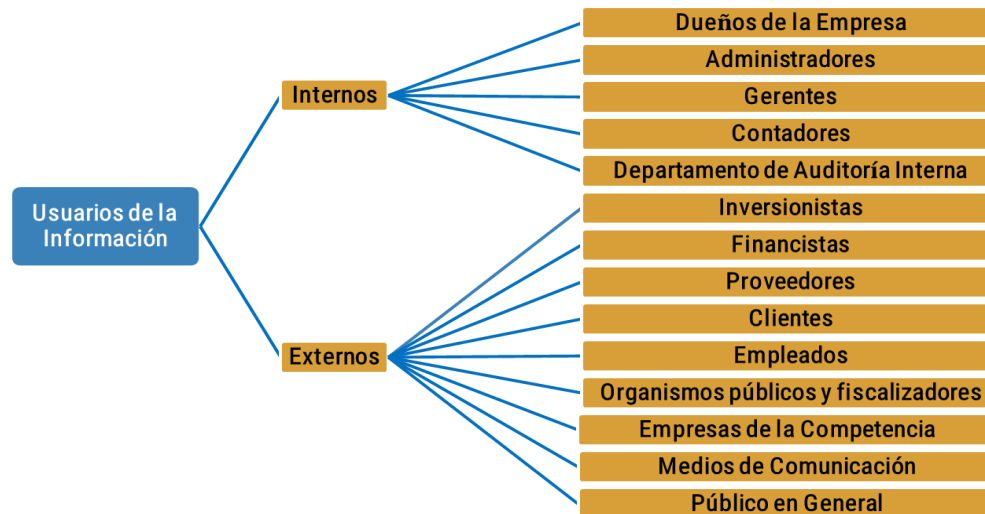 Usuarios de la
Información
Internos
Dueños de la Empresa
Administradores
Gerentes
Contadores
Departamento de Auditoría Interna
Externos
Inversionistas
Financistas
Proveedores
Clientes
Empleados
Organismos públicos y fiscalizadores
Empresas de la Competencia
Medios de Comunicación
Público en General